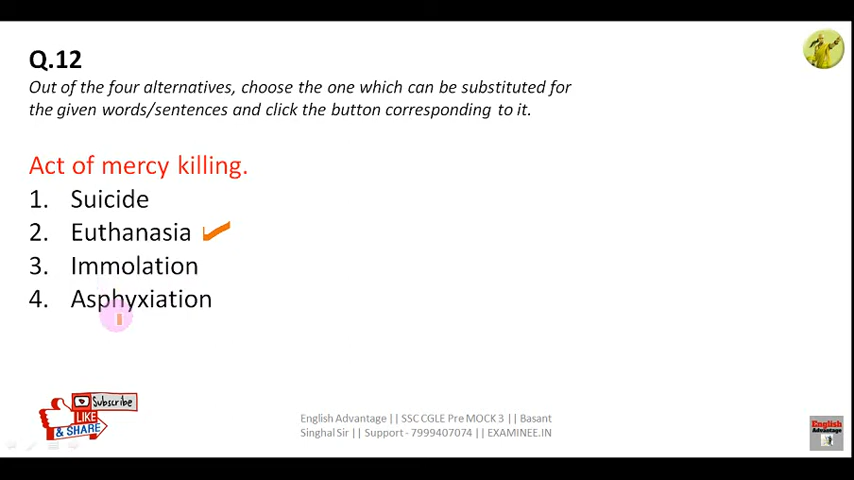 Q.12
Out of the four alternatives, choose the one which can be substituted for
the given words/sentences and click the button corresponding to it.
Act of mercy killing.
1. Suicide
2. Euthanasia
3. Immolation
4. Asphyxiation
Subscribe
LIKE
& SHARE
English Advantage || SSC CGLE Pre MOCK 3 || Basant
Singhal Sir || Support - 7999407074 || EXAMINEE.IN
English
Advantage